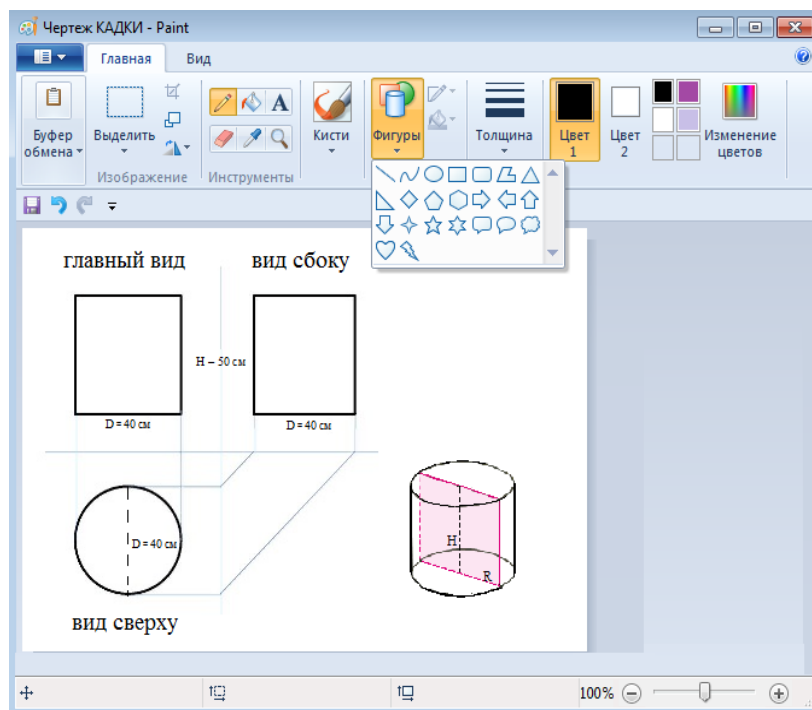 Чертеж КАДКИ - Paint
Главная Вид
Буфер обмена
Выделить
Изображение
A
Инструменты
Кисти
Фигуры
Толщина
Цвет 1
Цвет 2
Изменение цветов
главный вид вид сбоку
H – 50 см
D = 40 см D = 40 см
D = 40 см
H
R
вид сверху
100%